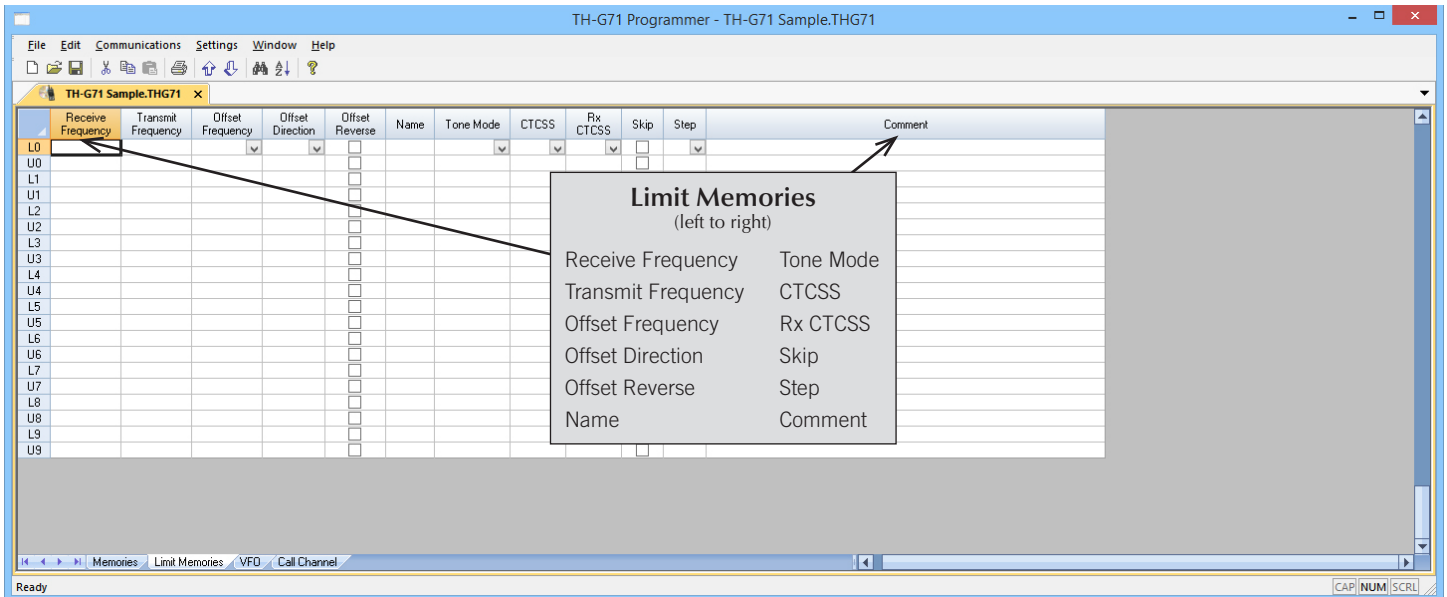 TH-G71 Programmer - TH-G71 Sample.THG71
File Edit Communications Settings Window Help
TH-G71 Sample.THG71 x
Receive Frequency Transmit Frequency Offset Frequency Offset Direction Offset Reverse Name Tone Mode CTCSS Rx CTCSS Skip Step Comment
L0
U0
L1
U1
L2
U2
L3
U3
L4
U4
L5
U5
L6
U6
L7
U7
L8
U8
L9
U9
Limit Memories
(left to right)
Receive Frequency Tone Mode
Transmit Frequency CTCSS
Offset Frequency Rx CTCSS
Offset Direction Skip
Offset Reverse Step
Name Comment
Memories Limit Memories VFO Call Channel
Ready CAP NUM SCRL